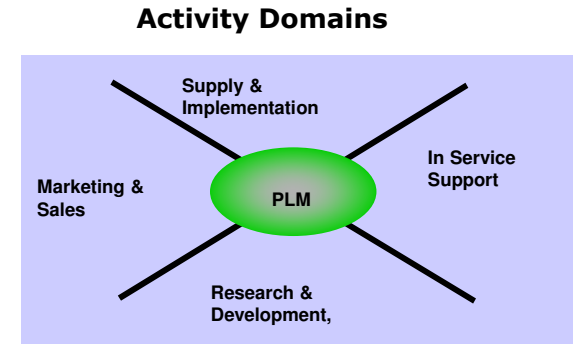 Activity Domains
Supply &
Implementation
In Service
Support
Marketing &
Sales
PLM
Research &
Development,